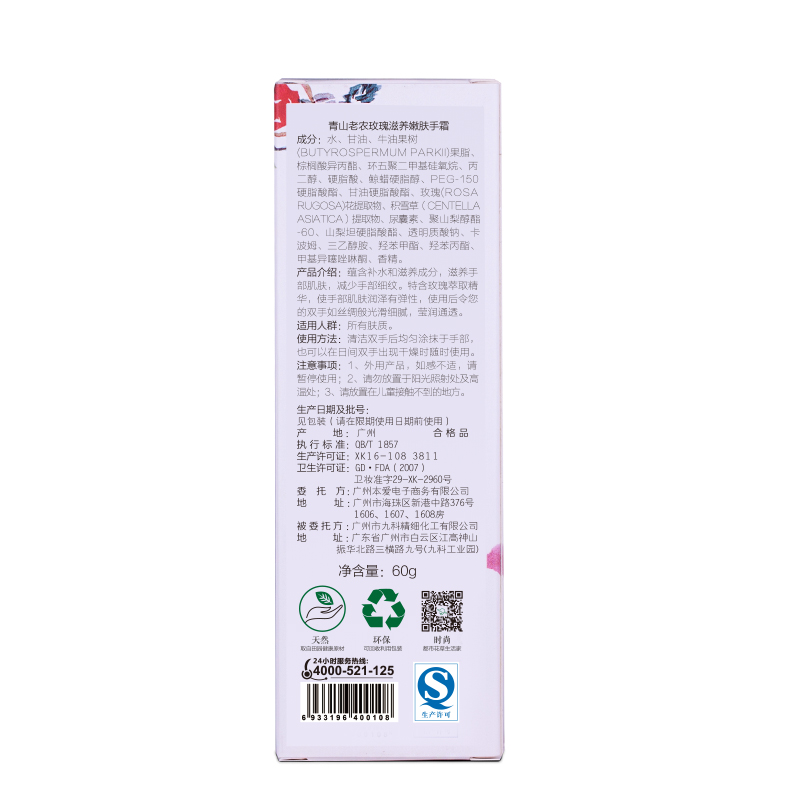 青山老农玫瑰滋养嫩肤手霜
成分：水、甘油、牛油果树
(BUTYROSPERMUM PARKII)果脂、
棕榈酸异丙酯、环五聚二甲基硅氧烷、丙
二醇、硬脂酸、鲸蜡硬脂醇、PEG-150
硬脂酸酯、甘油硬脂酸酯、玫瑰(ROSA
RUGOSA)花提取物、积雪草（CENTELLA
ASIATICA）提取物、尿囊素、聚山梨醇酯
-60、山梨坦硬脂酸酯、透明质酸钠、卡
波姆、三乙醇胺、羟苯甲酯、羟苯丙酯、
甲基异噻唑啉酮、香精。
产品介绍：蕴含补水和滋养成分，滋养手
部肌肤，减少手部细纹。特含玫瑰萃取精
华，使手部肌肤润泽有弹性，使用后令您
的双手如丝绸般光滑细腻，莹润通透。
适用人群：所有肤质。
使用方法：清洁双手后均匀涂抹于手部，
也可以在日间双手出现干燥时随时使用。
注意事项：1、外用产品，如感不适，请
暂停使用；2、请勿放置于阳光照射处及高
温处；3、请放置在儿童接触不到的地方。
生产日期及批号：
见包装（请在限期使用日期前使用）
产 地：广州 合格品
执行标准：QB/T 1857
生产许可证：XK16-108 3811
卫生许可证：GD·FDA（2007）
卫妆准字29-XK-2960号
委托方：广州本爱电子商务有限公司
地 址：广州市海珠区新港中路376号
1606、1607、1608房
被委托方：广州市九科精细化工有限公司
地 址：广东省广州市白云区江高神山
振华北路三横路九号(九科工业园)
净含量：60g
天然 环保 时尚
取自田园健康素材 可回收利用包装 都市花草生活家
24小时服务热线：
4000-521-125
6933196400108
生产许可